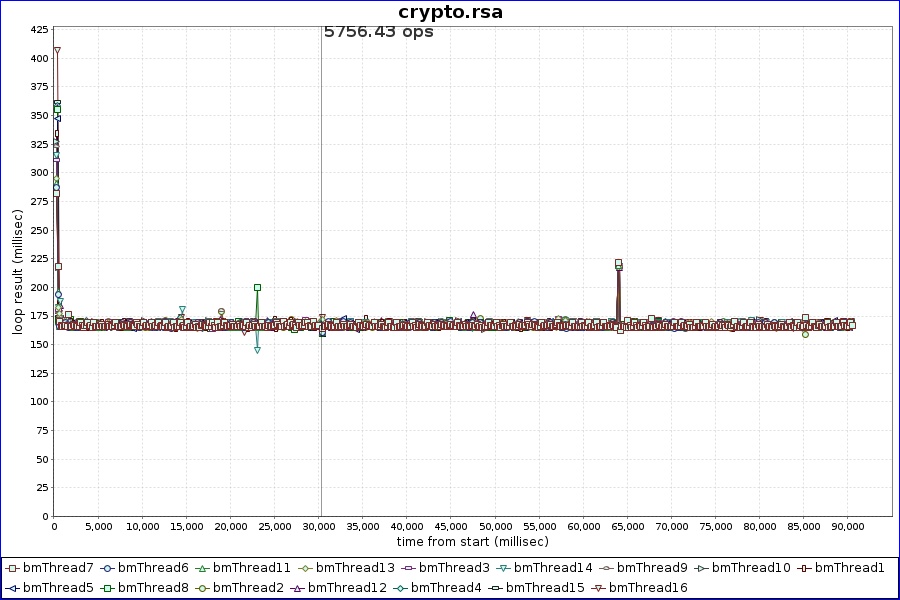 crypto.rsa
5756.43 ops
425
400
375
350
325
300
275
250
225
200
175
150
125
100
75
50
25
0
loop result (millisec)
0 5,000 10,000 15,000 20,000 25,000 30,000 35,000 40,000 45,000 50,000 55,000 60,000 65,000 70,000 75,000 80,000 85,000 90,000
time from start (millisec)
bmThread7 bmThread6 bmThread11 bmThread13 bmThread3 bmThread14 bmThread9 bmThread10 bmThread1
bmThread5 bmThread8 bmThread2 bmThread12 bmThread4 bmThread15 bmThread16